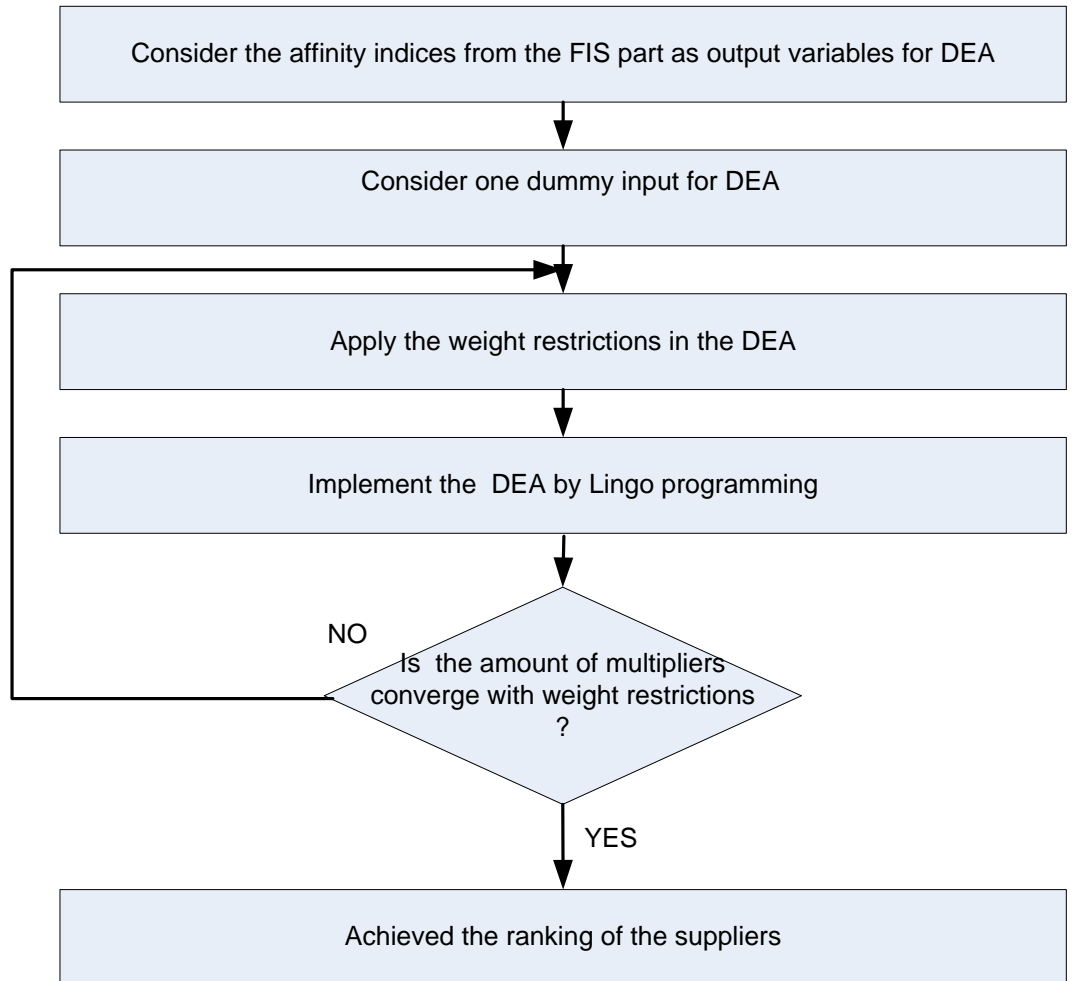 Consider the affinity indices from the FIS part as output variables for DEA
Consider one dummy input for DEA
Apply the weight restrictions in the DEA
Implement the  DEA by Lingo programming
NO
Is  the amount of multipliers
converge with weight restrictions
?
YES
Achieved the ranking of the suppliers